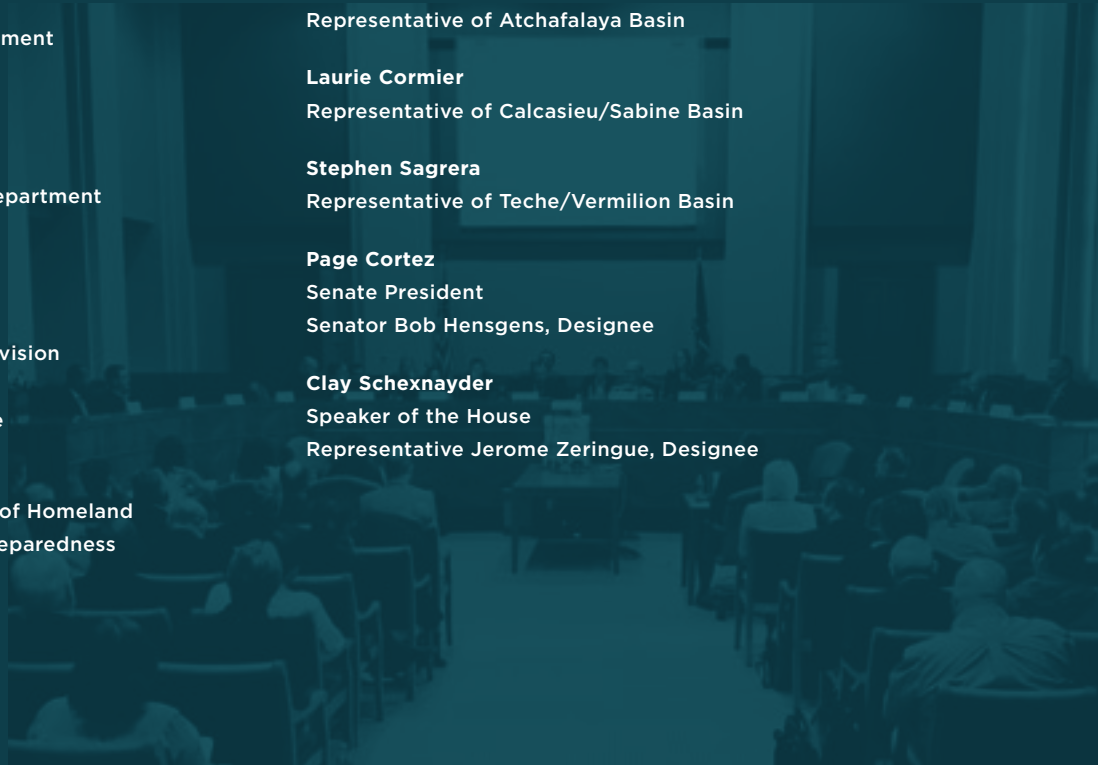 ment
epartment
vision
e
of Homeland
eparedness
Representative of Atchafalaya Basin
Laurie Cormier
Representative of Calcasieu/Sabine Basin
Stephen Sagrera
Representative of Teche/Vermilion Basin
Page Cortez
Senate President
Senator Bob Hensgens, Designee
Clay Schexnayder
Speaker of the House
Representative Jerome Zeringue, Designee